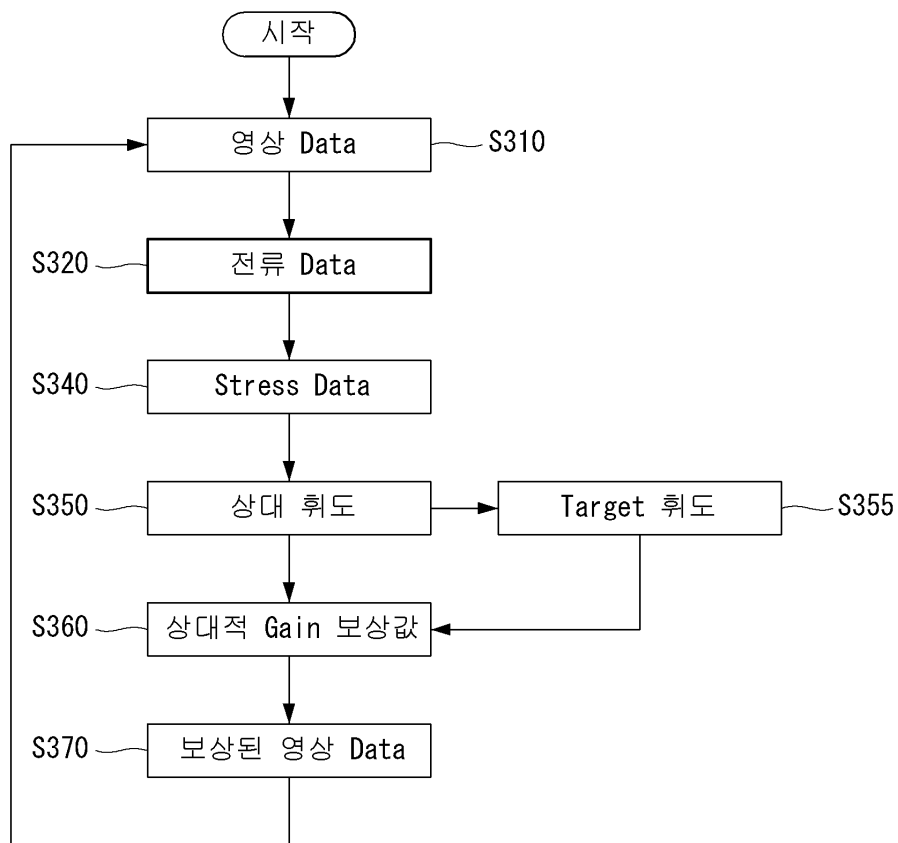 시작
영상 Data
S310
S320
전류 Data
S340
Stress Data
S350
상대 휘도
Target 휘도
S355
S360
상대적 Gain 보상값
S370
보상된 영상 Data